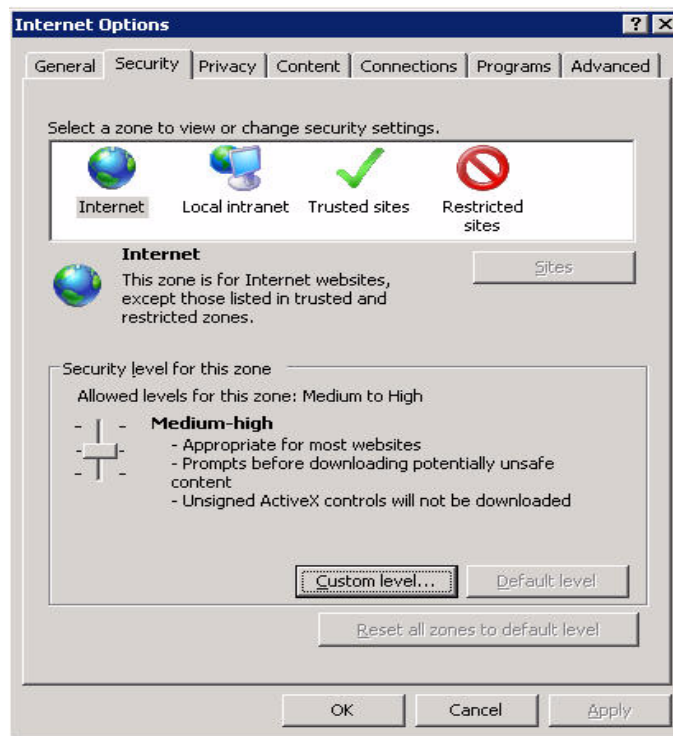 Internet Options
General Security Privacy Content Connections Programs Advanced
Select a zone to view or change security settings.
Internet Local intranet Trusted sites Restricted
sites
Internet
Sites
This zone is for Internet websites,
except those listed in trusted and
restricted zones.
Security level for this zone
Allowed levels for this zone: Medium to High
Medium-high
- Appropriate for most websites
- Prompts before downloading potentially unsafe
content
- Unsigned ActiveX controls will not be downloaded
Custom level... Default level
Reset all zones to default level
OK Cancel Apply